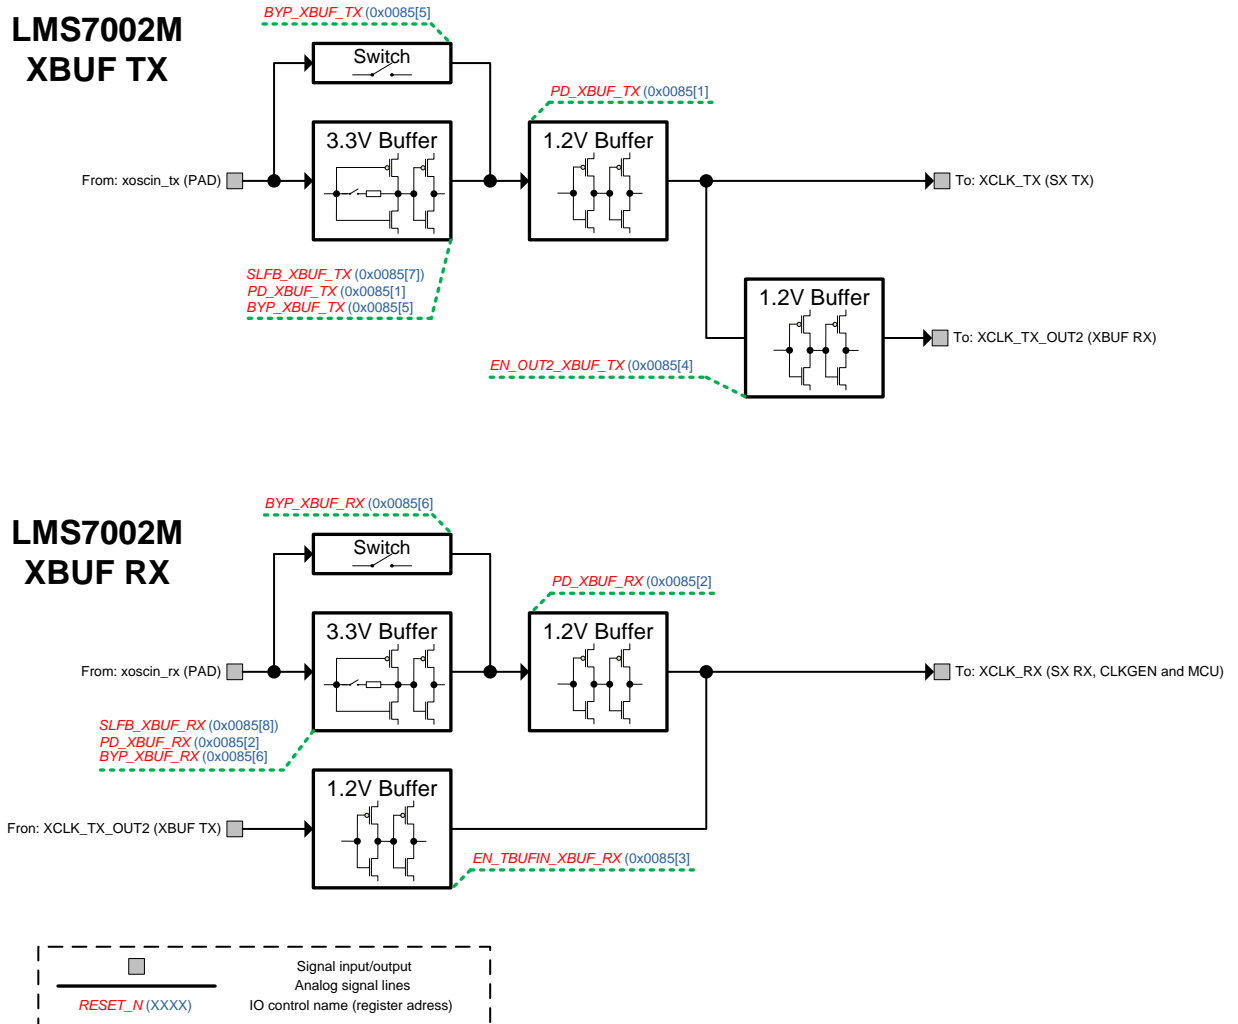 LMS7002M
XBUF TX
BYP_XBUF_TX (0x0085[5]
Switch
PD_XBUF_TX (0x0085[1]
3.3V Buffer
1.2V Buffer
From: xoscin_tx (PAD)
To: XCLK_TX (SX TX)
SLFB_XBUF_TX (0x0085[7])
PD_XBUF_TX (0x0085[1]
BYP_XBUF_TX (0x0085[5]
1.2V Buffer
To: XCLK_TX_OUT2 (XBUF RX)
EN_OUT2_XBUF_TX (0x0085[4]
LMS7002M
XBUF RX
BYP_XBUF_RX (0x0085[6]
Switch
PD_XBUF_RX (0x0085[2]
3.3V Buffer
1.2V Buffer
From: xoscin_rx (PAD)
To: XCLK_RX (SX RX, CLKGEN and MCU)
SLFB_XBUF_RX (0x0085[8])
PD_XBUF_RX (0x0085[2]
BYP_XBUF_RX (0x0085[6]
1.2V Buffer
Fron: XCLK_TX_OUT2 (XBUF TX)
EN_TBUFIN_XBUF_RX (0x0085[3]
Signal input/output
Analog signal lines
RESET_N (XXXX) IO control name (register adress)